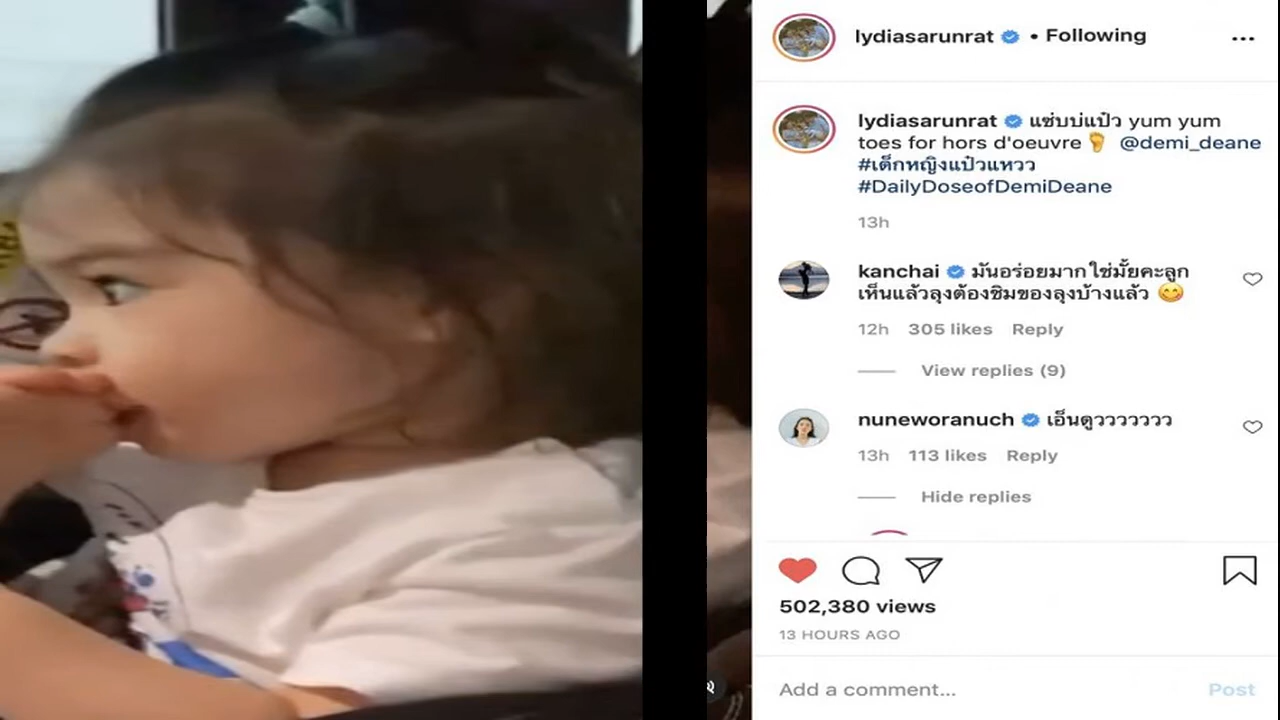 lydiasarunrat • Following
lydiasarunrat แซ่บบ่แป๋ว yum yum
toes for hors d'oeuvre @demi_deane
#เด็กหญิงแป๋วแหวว
#DailyDoseofDemiDeane
13h
kanchai มันอร่อยมากใช่มั้ยคะลูก
เห็นแล้วลุงต้องชิมของลุงบ้างแล้ว
12h 305 likes Reply
View replies (9)
nuneworanuch เอ็นดูววววววว
13h 113 likes Reply
Hide replies
502,380 views
13 HOURS AGO
Add a comment... Post